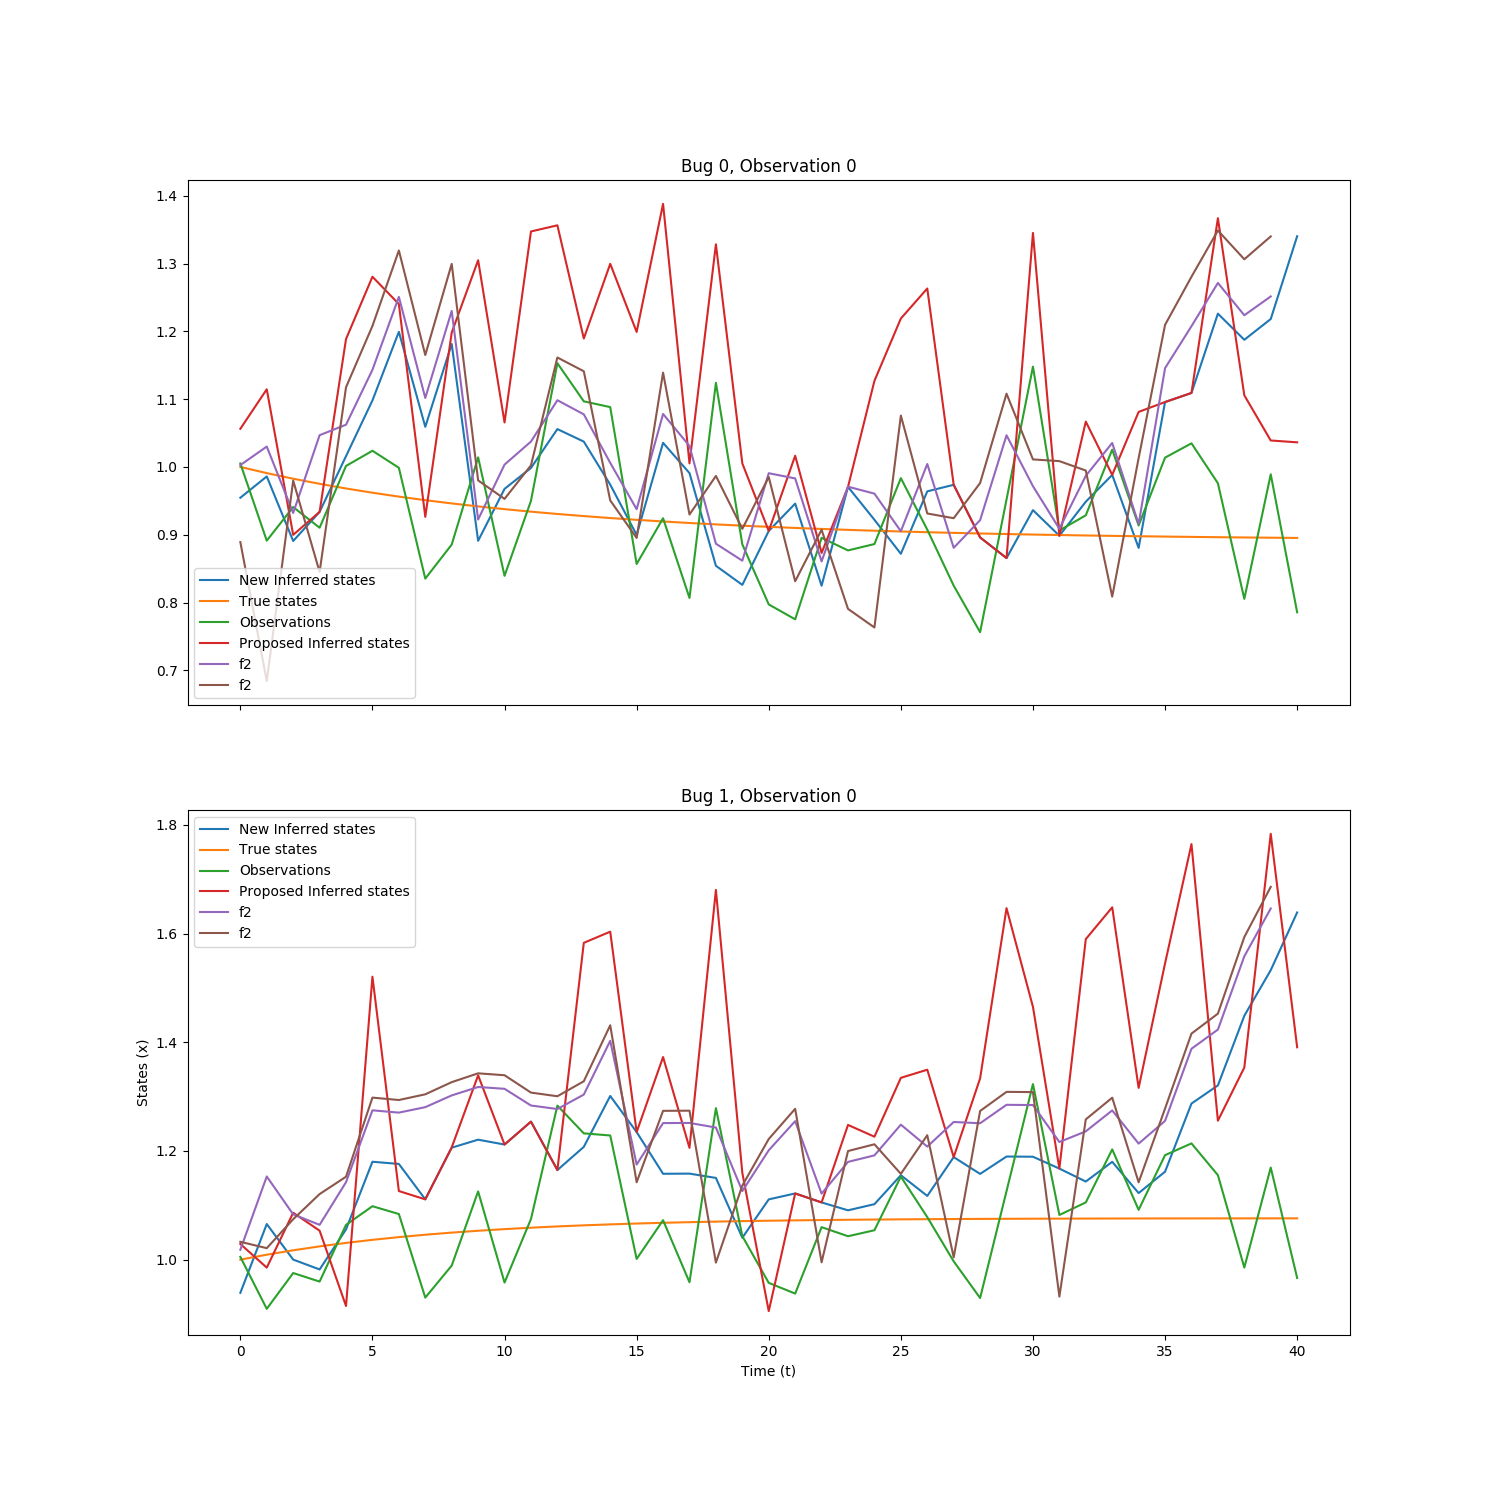 Bug 0, Observation 0
1.4
1.3
1.2
1.1
1.0
0.9
0.8
0.7
New Inferred states
True states
Observations
Proposed Inferred states
f2
f2
Bug 1, Observation 0
1.8
1.6
1.4
1.2
1.0
States (x)
New Inferred states
True states
Observations
Proposed Inferred states
f2
f2
0 5 10 15 20 25 30 35 40
Time (t)